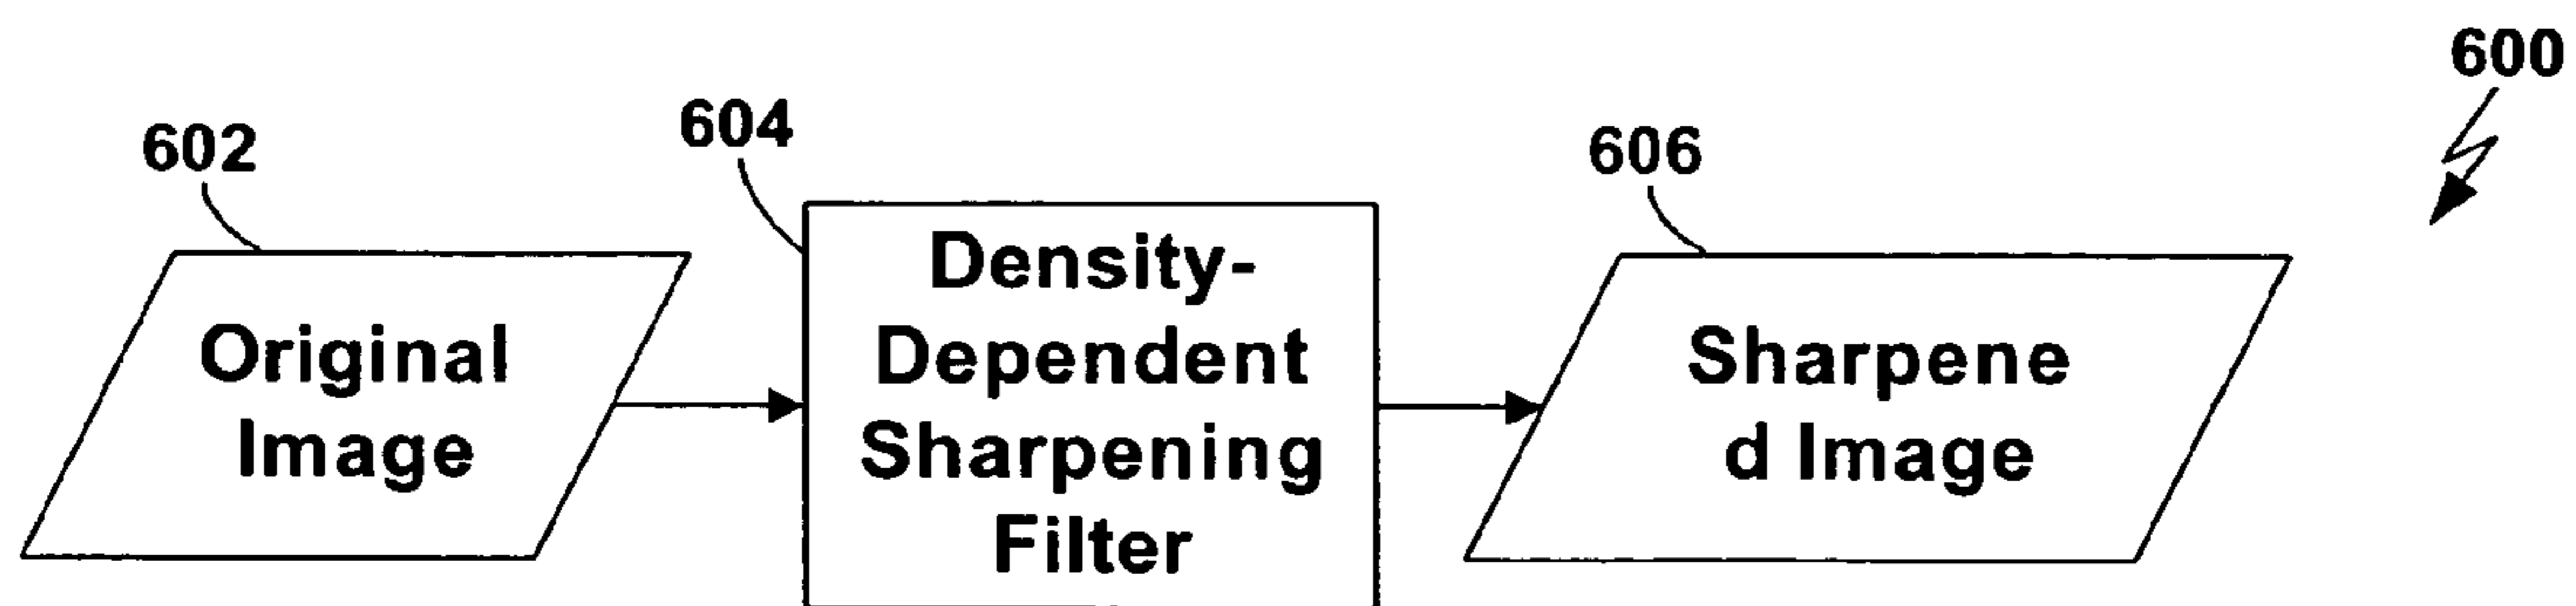 600
602
604
606
Original
Image
Density-
Dependent
Sharpening
Filter
Sharpene
d Image